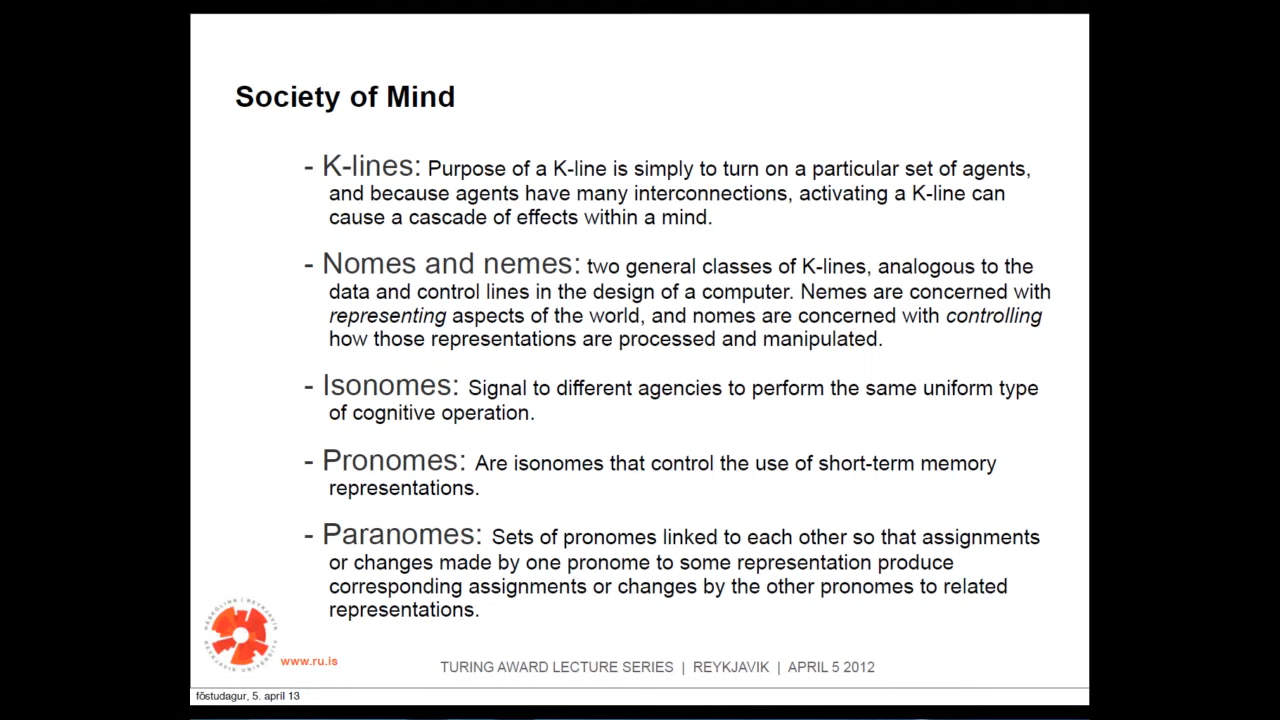 Society of Mind
- K-lines: Purpose of a K-line is simply to turn on a particular set of agents,
and because agents have many interconnections, activating a K-line can
cause a cascade of effects within a mind.
- Nomes and nemes: two general classes of K-lines, analogous to the
data and control lines in the design of a computer. Nemes are concerned with
representing aspects of the world, and nomes are concerned with controlling
how those representations are processed and manipulated.
- Isonomes: Signal to different agencies to perform the same uniform type
of cognitive operation.
- Pronomes: Are isonomes that control the use of short-term memory
representations.
- Paranomes: Sets of pronomes linked to each other so that assignments
or changes made by one pronome to some representation produce
corresponding assignments or changes by the other pronomes to related
representations.
www.ru.is
TURING AWARD LECTURE SERIES | REYKJAVIK | APRIL 5 2012
föstudagur, 5. apríl 13